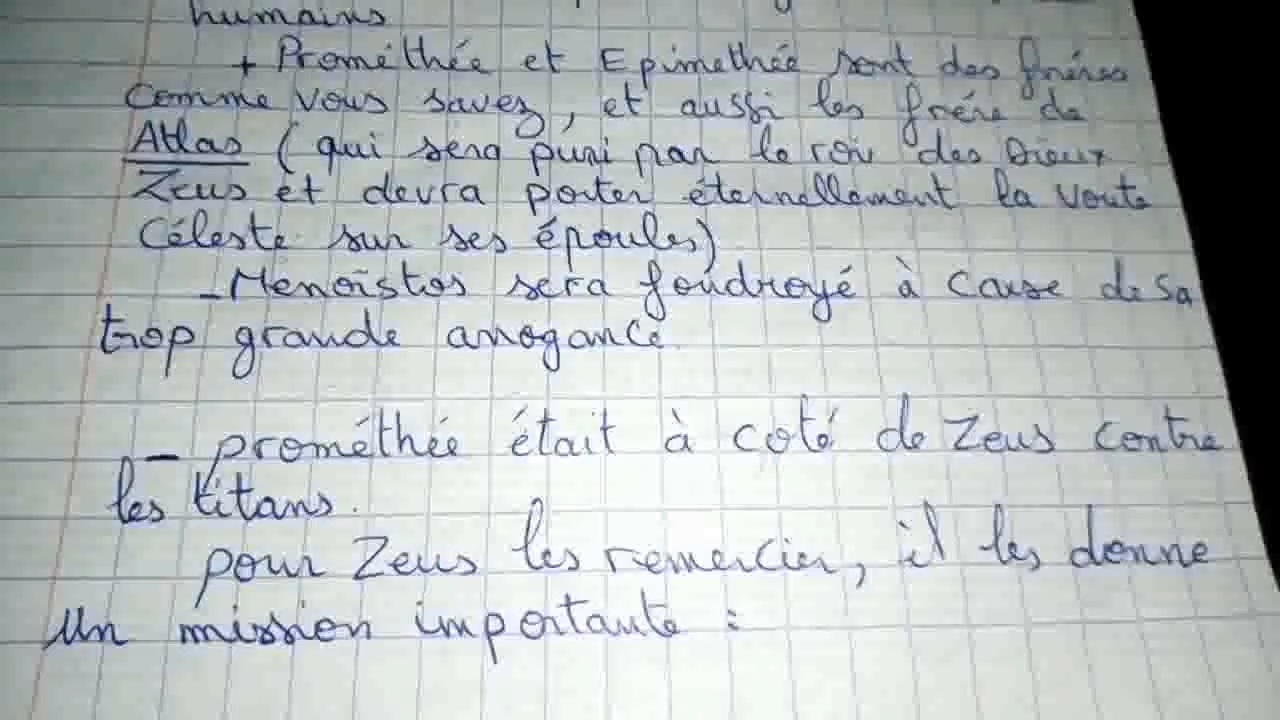 humains
+ Prométhée et Epimethée sont des fréres
Comme vous savez, et aussi les frére de
Atlas (qui sera puni par le roi des Dieux
Zeus et devra porter éternellement la voute
Céleste sur ses époules)
- Menoïstos sera foudroyé à cause de sa
trop grande arrogance
- prométhée était à coté de Zeus contre
les titans.
pour Zeus les remercier, il les donne
un mission importante :